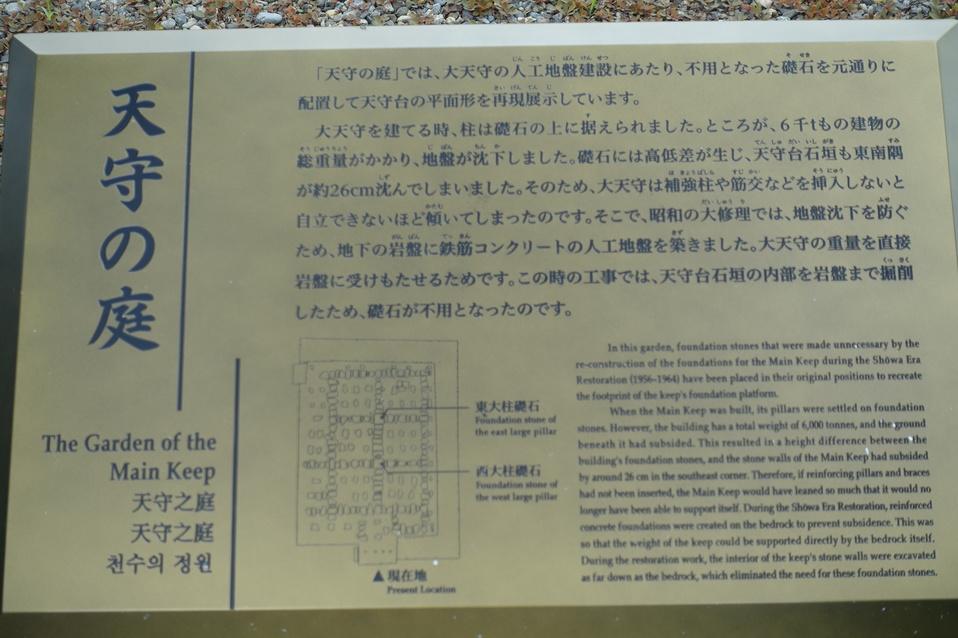 天守の庭
「天守の庭」では、大天守の人工地盤建設にあたり、不用となった礎石を元通りに
配置して天守台の平面形を再現展示しています。
大天守を建てる時、柱は礎石の上に据えられました。ところが、6千tもの建物の
総重量がかかり、地盤が沈下しました。礎石には高低差が生じ、天守台石垣も東南隅
が約26cm沈んでしまいました。そのため、大天守は補強柱や筋交などを挿入しないと
自立できないほど傾いてしまったのです。そこで、昭和の大修理では、地盤沈下を防ぐ
ため、地下の岩盤に鉄筋コンクリートの人工地盤を築きました。大天守の重量を直接
岩盤に受けもたせるためです。この時の工事では、天守台石垣の内部を岩盤まで掘削
したため、礎石が不用となったのです。
The Garden of the
Main Keep
天守之庭
天守之庭
천수의 정원
東大柱礎石
Foundation stone of
the east large pillar
西大柱礎石
Foundation stone of
the west large pillar
▲現在地
Present Location
In this garden, foundation stones that were made unnecessary by the
re-construction of the foundations for the Main Keep during the Shōwa Era
Restoration (1956–1964) have been placed in their original positions to recreate
the footprint of the keep's foundation platform.
When the Main Keep was built, its pillars were settled on foundation
stones. However, the building has a total weight of 6,000 tonnes, and the ground
beneath it had subsided. This resulted in a height difference between the
building's foundation stones, and the stone walls of the Main Keep had subsided
by around 26 cm in the southeast corner. Therefore, if reinforcing pillars and braces
had not been inserted, the Main Keep would have leaned so much that it would no
longer have been able to support itself. During the Shōwa Era Restoration, reinforced
concrete foundations were created on the bedrock to prevent subsidence. This was
so that the weight of the keep could be supported directly by the bedrock itself.
During the restoration work, the interior of the keep's stone walls were excavated
as far down as the bedrock, which eliminated the need for these foundation stones.